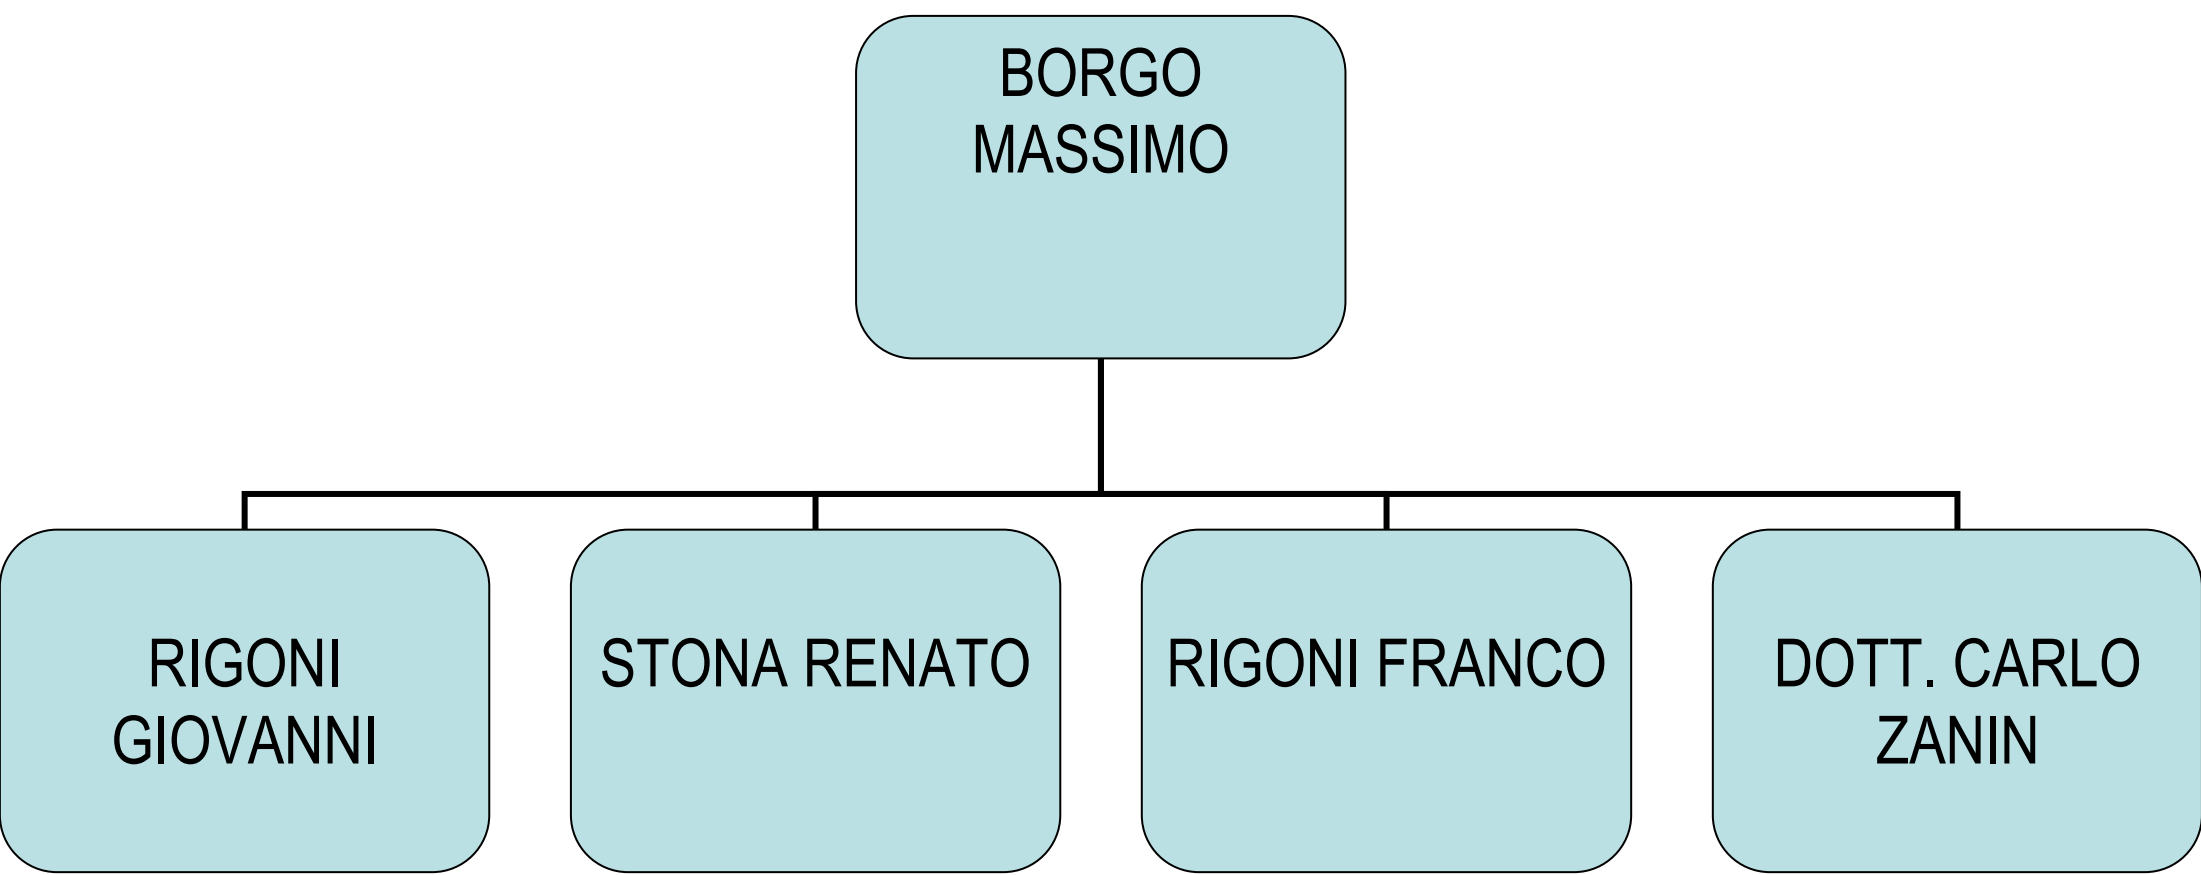 BORGO
MASSIMO
RIGONI
GIOVANNI
STONA RENATO
RIGONI FRANCO
DOTT. CARLO
ZANIN